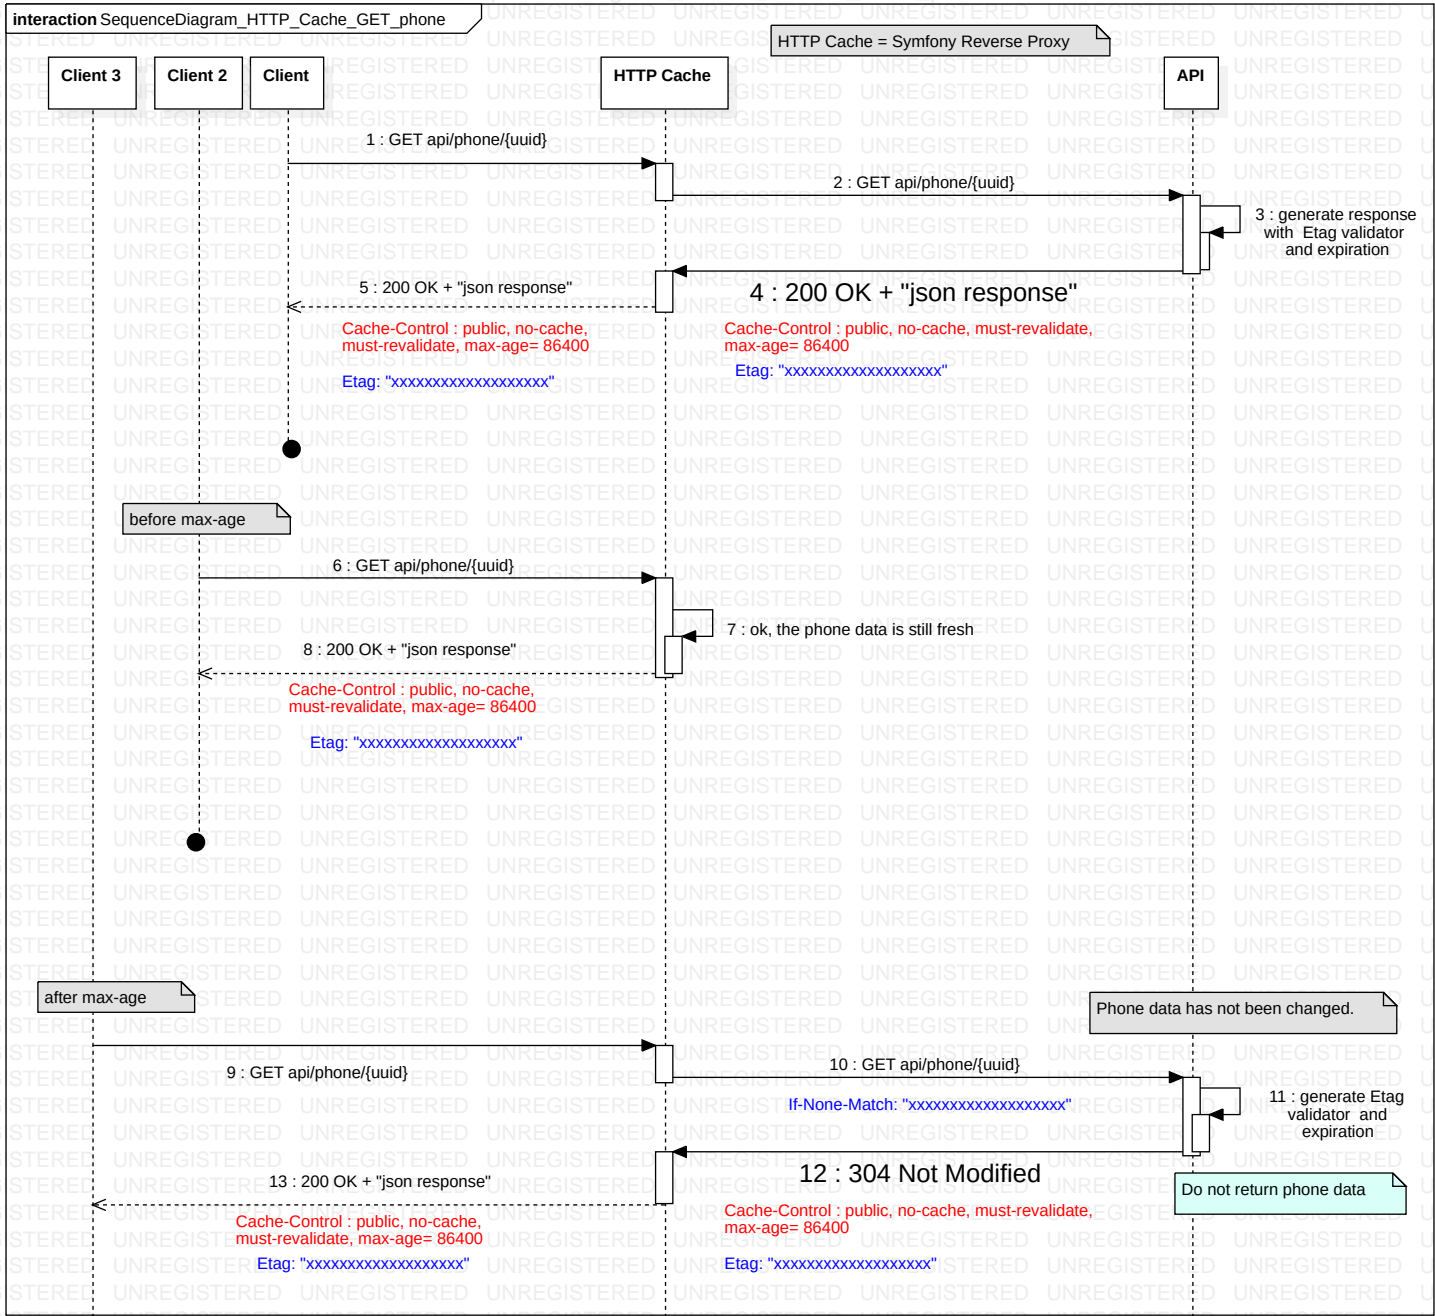 interaction SequenceDiagram_HTTP_Cache_GET_phone
HTTP Cache = Symfony Reverse Proxy
Client 3
Client 2
Client
HTTP Cache
API
1 : GET api/phone/{uuid}
2 : GET api/phone/{uuid}
3 : generate response
with Etag validator
and expiration
4 : 200 OK + "json response"
5 : 200 OK + "json response"
Cache-Control : public, no-cache,
must-revalidate, max-age= 86400
Etag: "xxxxxxxxxxxxxxxxxxx"
Cache-Control : public, no-cache, must-revalidate,
max-age= 86400
Etag: "xxxxxxxxxxxxxxxxxxx"
before max-age
6 : GET api/phone/{uuid}
7 : ok, the phone data is still fresh
8 : 200 OK + "json response"
Cache-Control : public, no-cache,
must-revalidate, max-age= 86400
Etag: "xxxxxxxxxxxxxxxxxxx"
after max-age
Phone data has not been changed.
9 : GET api/phone/{uuid}
10 : GET api/phone/{uuid}
If-None-Match: "xxxxxxxxxxxxxxxxxxx"
11 : generate Etag
validator and
expiration
12 : 304 Not Modified
Do not return phone data
13 : 200 OK + "json response"
Cache-Control : public, no-cache,
must-revalidate, max-age= 86400
Etag: "xxxxxxxxxxxxxxxxxxx"
Cache-Control : public, no-cache, must-revalidate,
max-age= 86400
Etag: "xxxxxxxxxxxxxxxxxxx"
UNREGISTERED